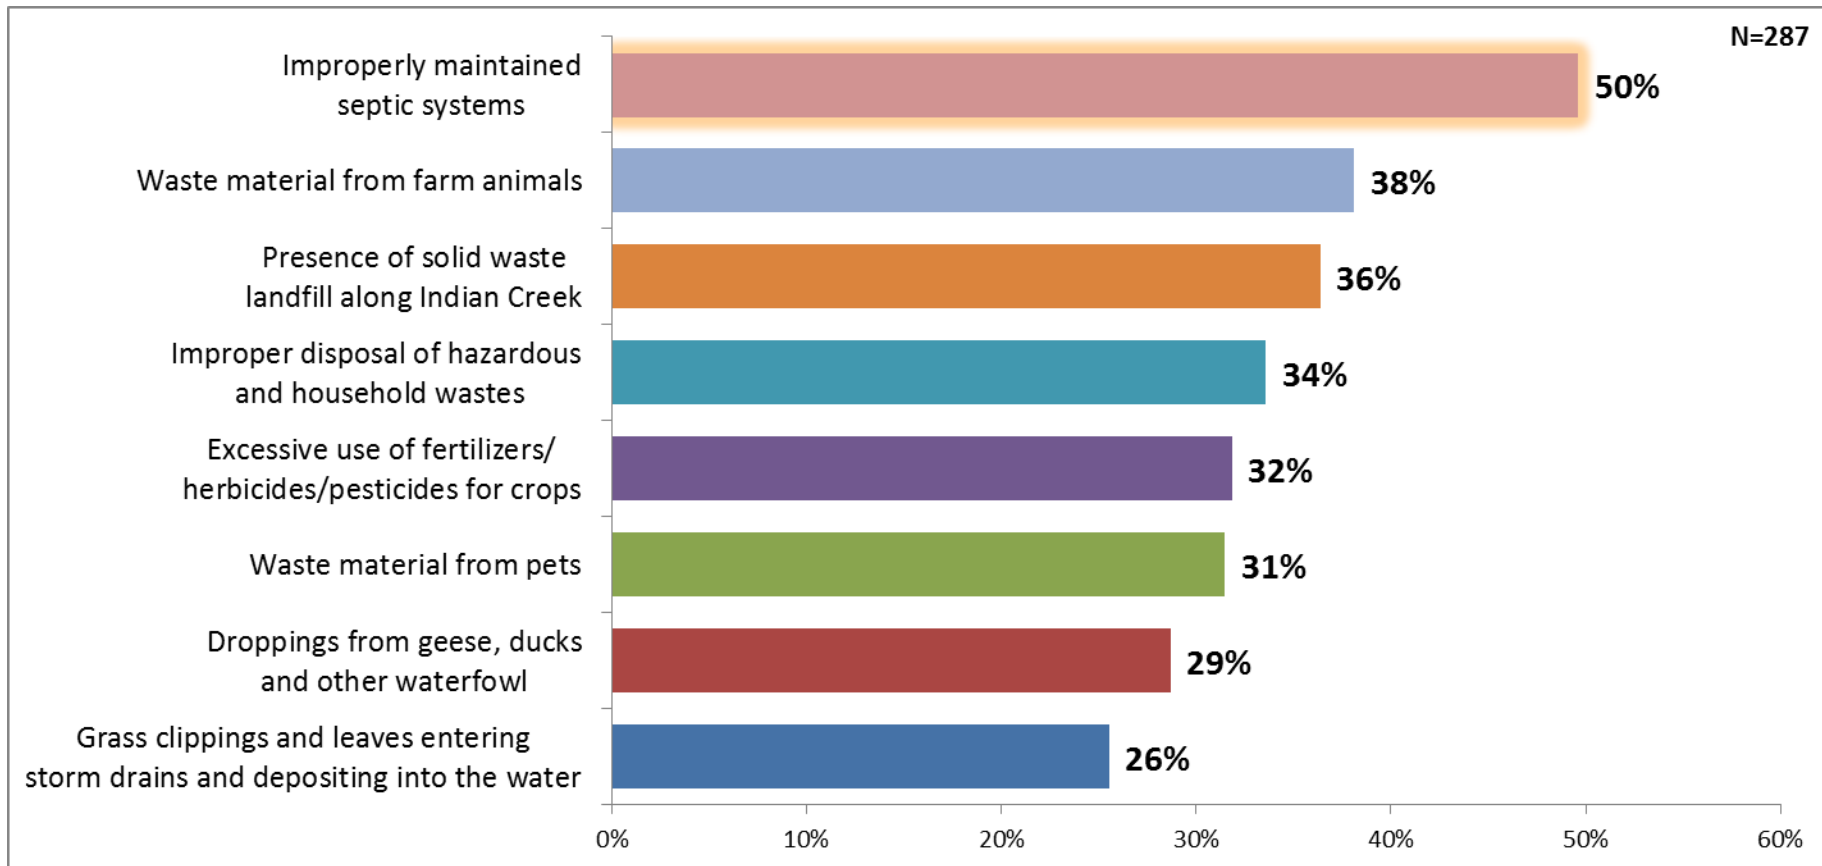 N=287
Improperly maintained
septic systems
50%
Waste material from farm animals
38%
Presence of solid waste
landfill along Indian Creek
36%
Improper disposal of hazardous
and household wastes
34%
Excessive use of fertilizers/
herbicides/pesticides for crops
32%
Waste material from pets
31%
Droppings from geese, ducks
and other waterfowl
29%
Grass clippings and leaves entering
storm drains and depositing into the water
26%
0% 10% 20% 30% 40% 50% 60%